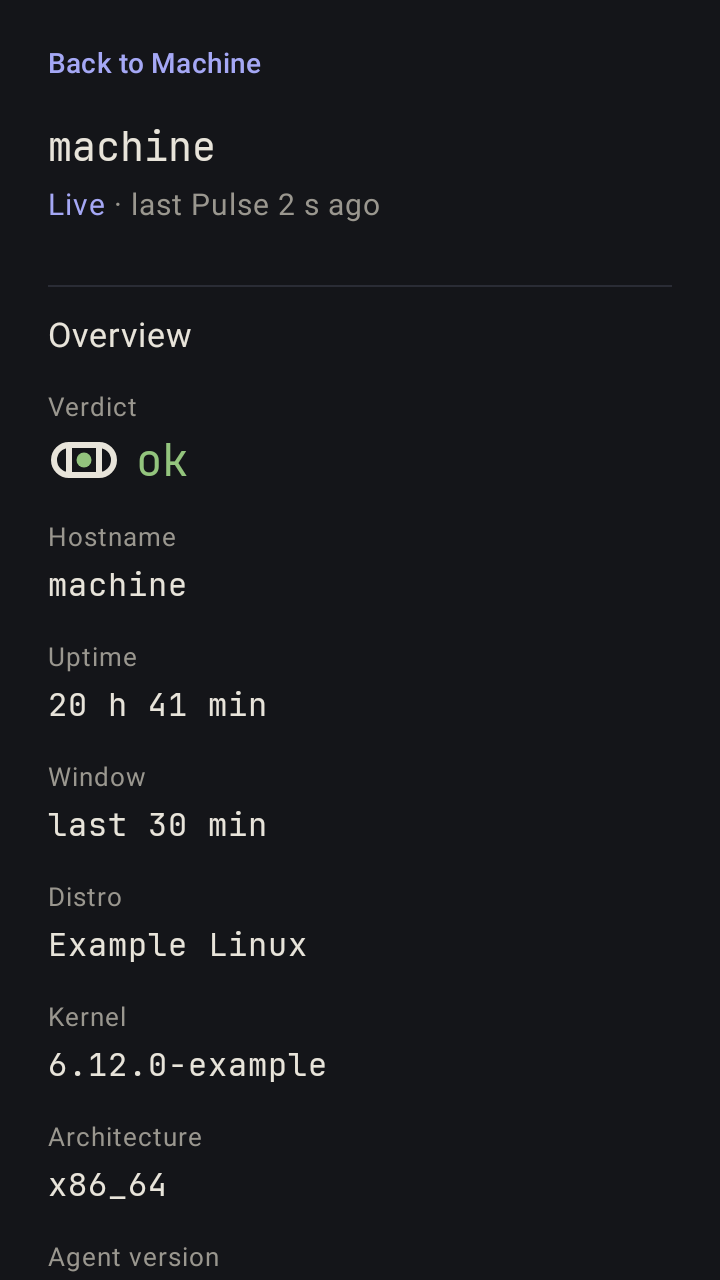 Back to Machine
machine
Live · last Pulse 2 s ago
Overview
Verdict
ok
Hostname
machine
Uptime
20 h 41 min
Window
last 30 min
Distro
Example Linux
Kernel
6.12.0-example
Architecture
x86_64
Agent version